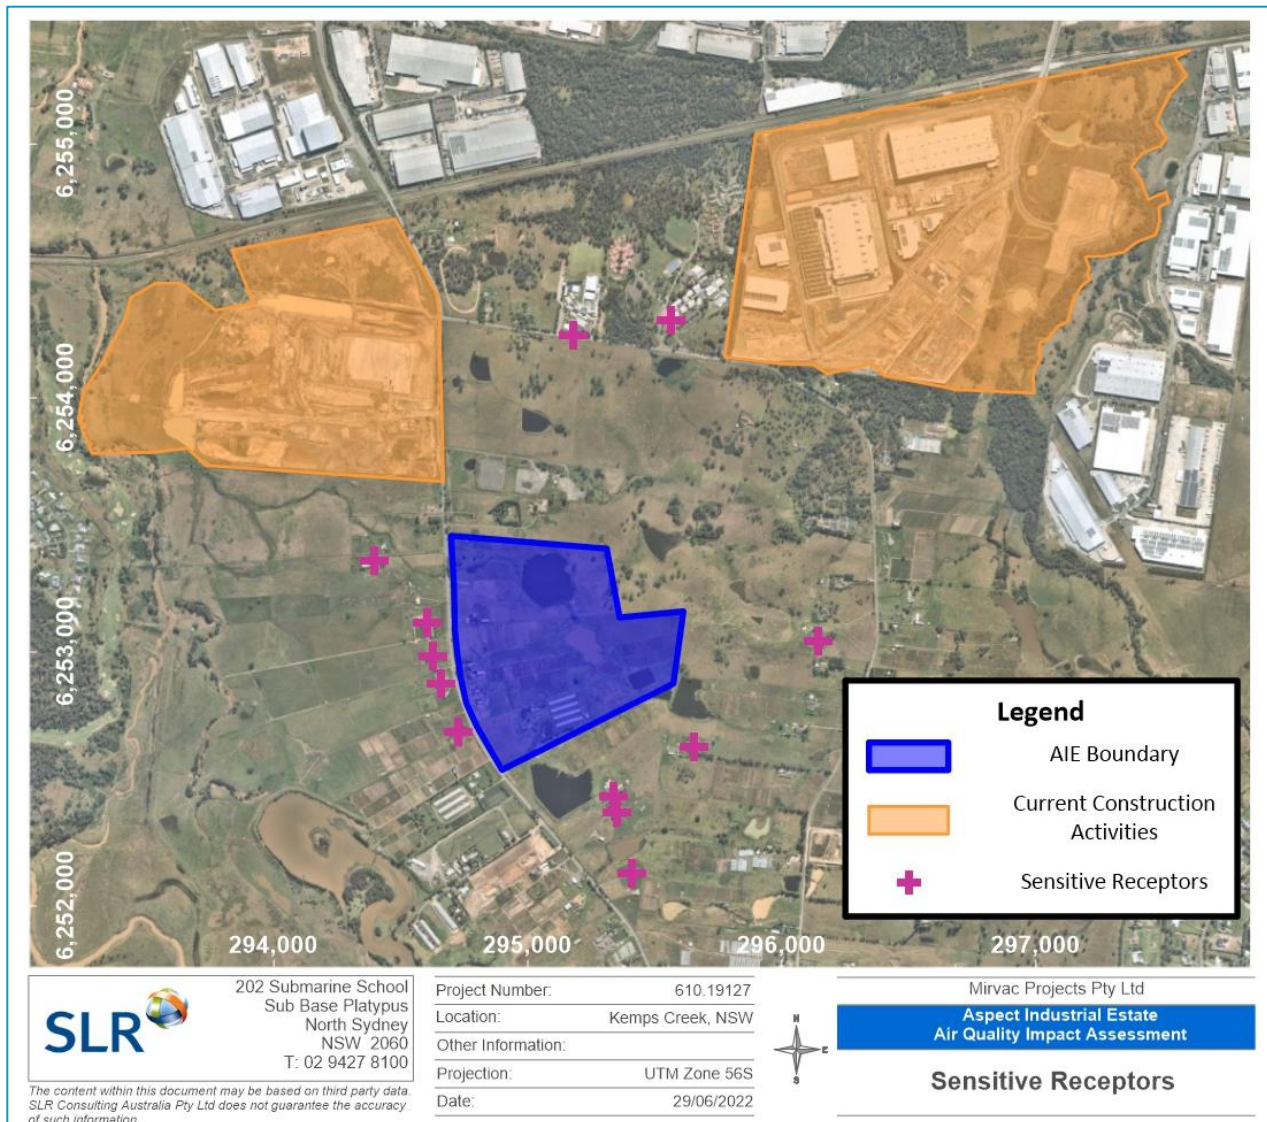 6,255,000
6,254,000
6,253,000
6,252,000
294,000
295,000
296,000
297,000
Legend
AIE Boundary
Current Construction
Activities
Sensitive Receptors
SLR
202 Submarine School
Sub Base Platypus
North Sydney
NSW 2060
T: 02 9427 8100
The content within this document may be based on third party data.
SLR Consulting Australia Pty Ltd does not guarantee the accuracy
of such information
Project Number: 610.19127
Location: Kemps Creek, NSW
Other Information:
Projection: UTM Zone 56S
Date: 29/06/2022
N
E
S
Mirvac Projects Pty Ltd
Aspect Industrial Estate
Air Quality Impact Assessment
Sensitive Receptors